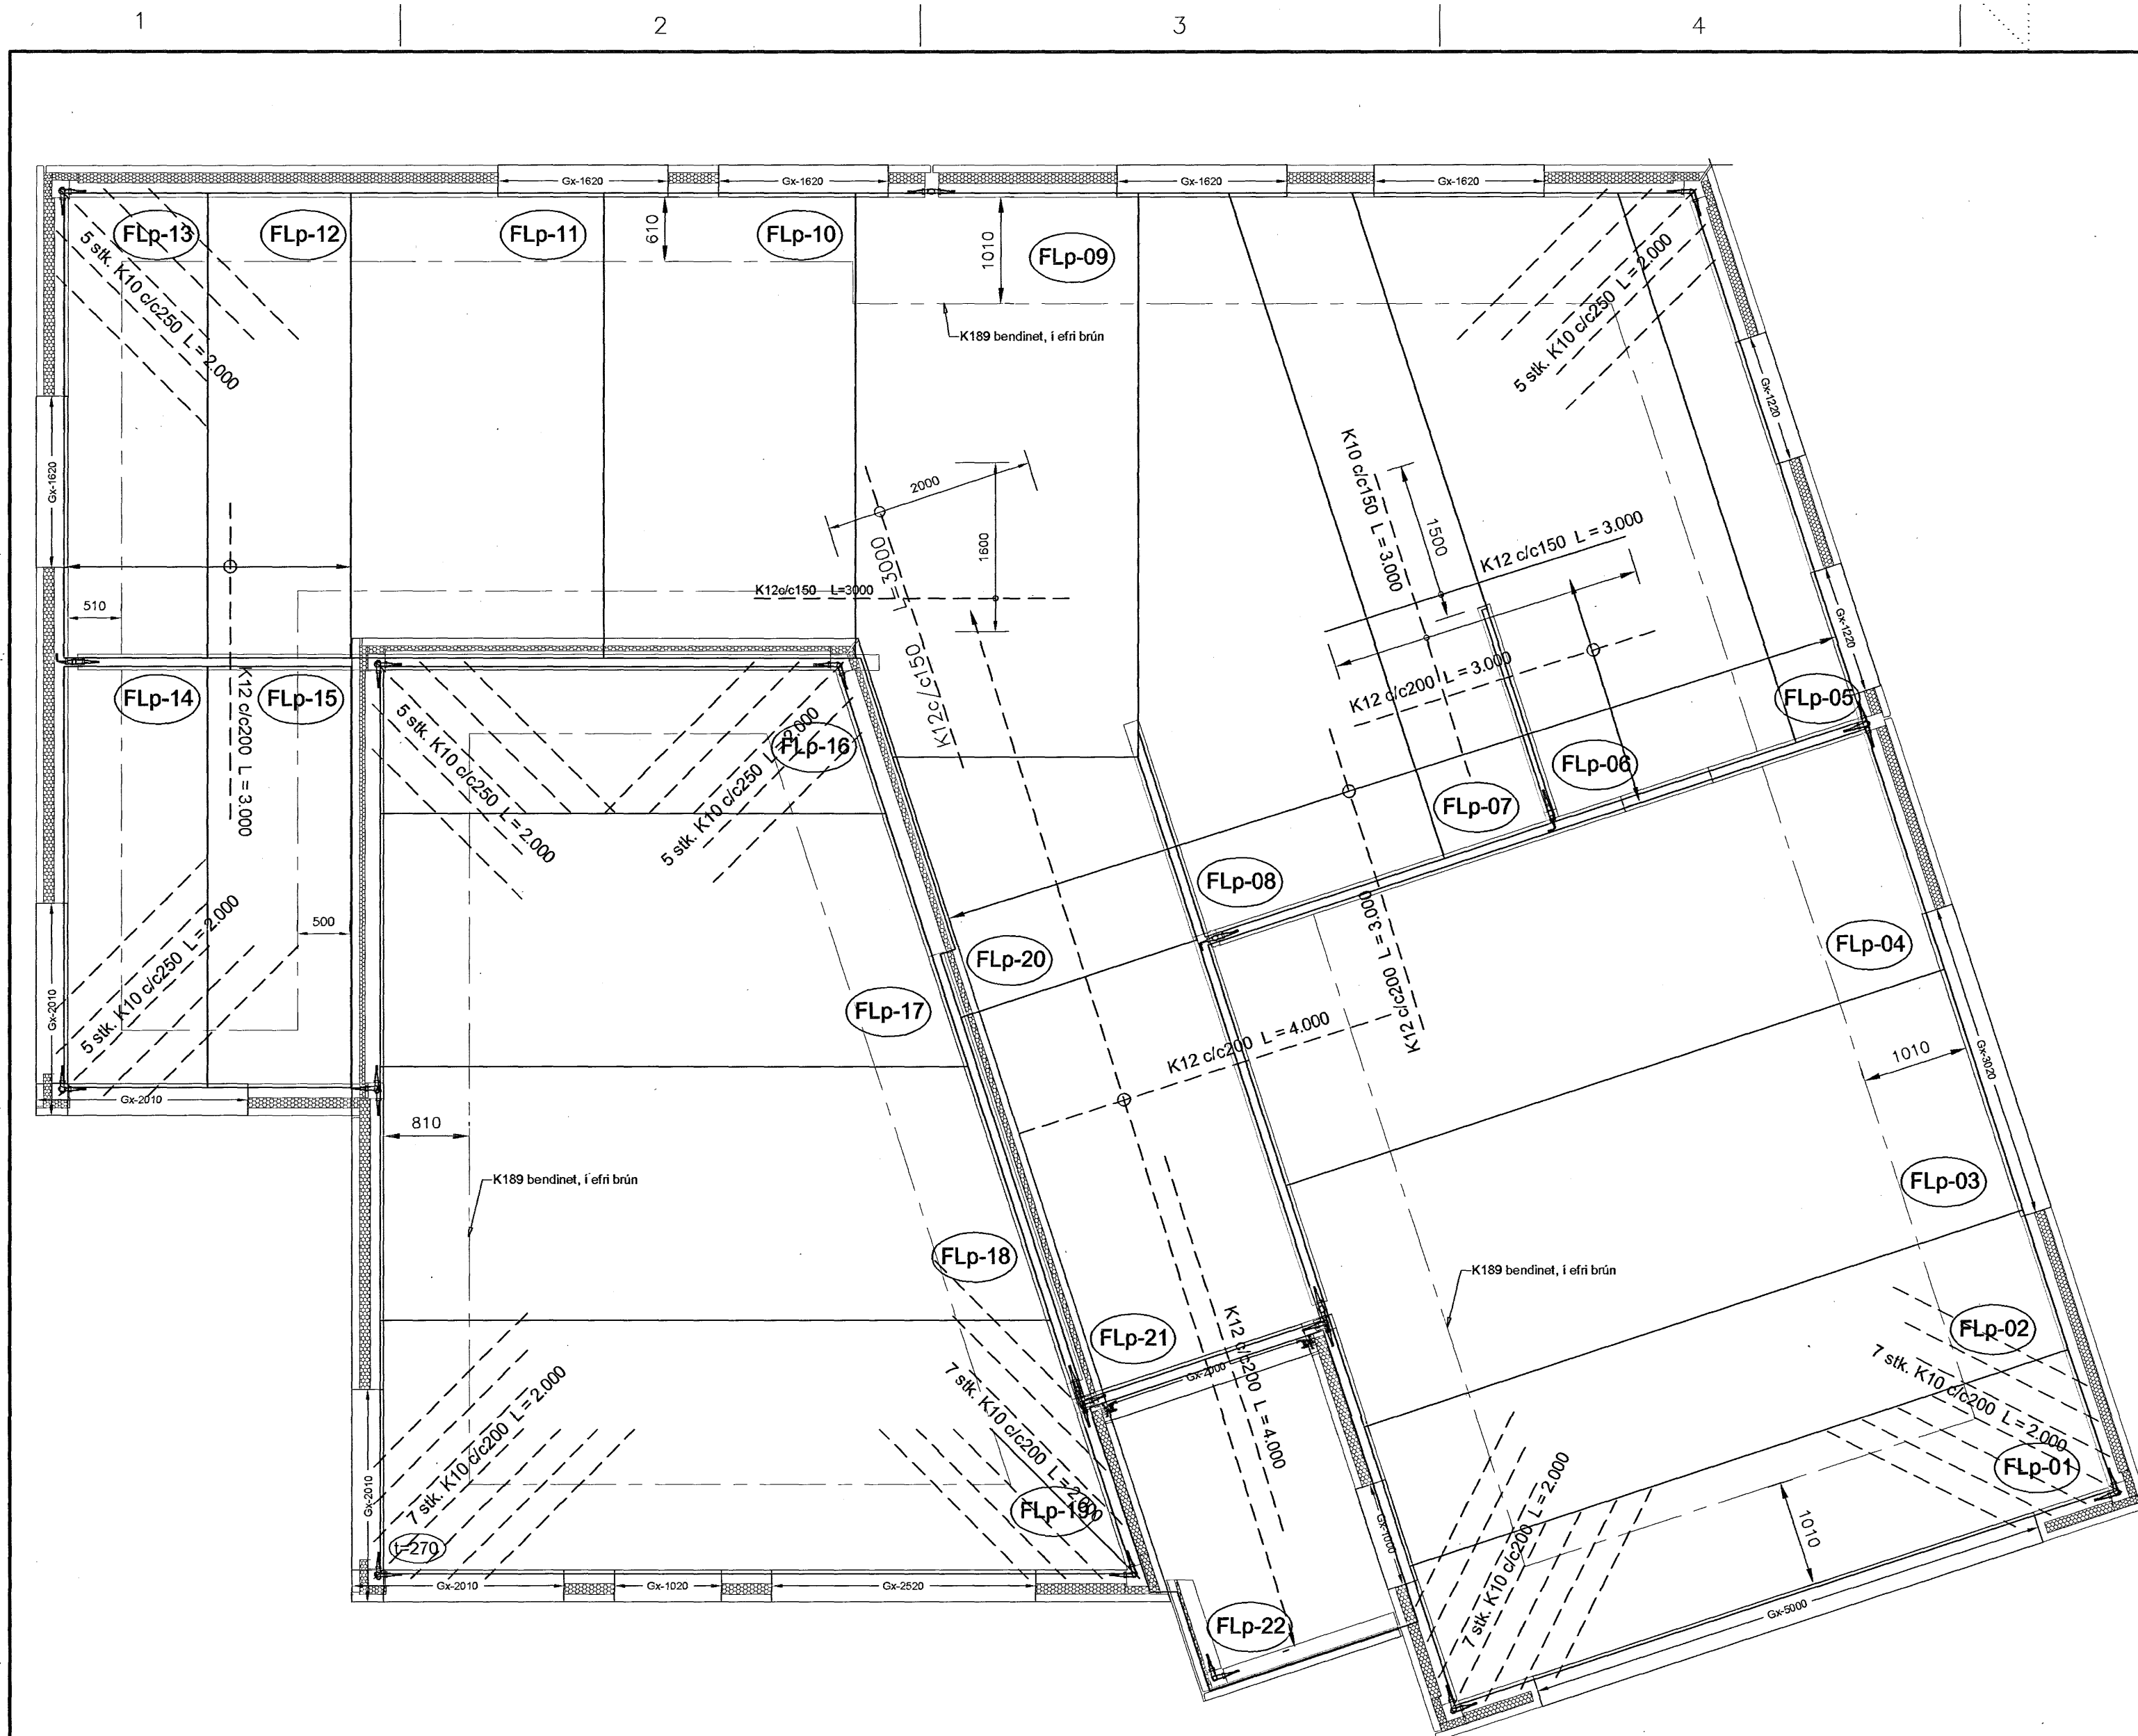 1
2
3
4
Gx-1620
Gx-1620
Gx-1620
Gx-1620
FLp-13
FLp-12
FLp-11
610
FLp-10
1010
FLp-09
5 stk. K10 c/c250 L = 2.000
5 stk. K10 c/c250 L = 2.000
K189 bendinet, í efri brún
Gx-1220
Gx-1620
2000
1600
K12c/c150 L=3000
K12c/c150 L=3000
K10 c/c150 L = 3.000
1500
K12 c/c150 L = 3.000
K12 c/c200 L = 3.000
Gx-1220
510
FLp-14
K12 c/c200 L = 3.000
FLp-15
5 stk. K10 c/c250 L = 2.000
5 stk. K10 c/c250 L = 2.000
FLp-16
FLp-05
FLp-06
FLp-07
FLp-08
500
5 stk. K10 c/c250 L = 2.000
Gx-2010
Gx-2010
FLp-20
FLp-17
K12 c/c200 L = 3.000
FLp-04
K12 c/c200 L = 4.000
1010
Gx-3020
810
K189 bendinet, í efri brún
FLp-03
FLp-18
K189 bendinet, í efri brún
FLp-21
Gx-2000
K12 c/c200 L = 4.000
FLp-02
7 stk. K10 c/c200 L = 2.000
7 stk. K10 c/c200 L = 2.000
7 stk. K10 c/c200 L = 2.000
FLp-01
Gx-2010
FLp-19
Gx-1000
7 stk. K10 c/c200 L = 2.000
1010
t=270
Gx-2010
Gx-1020
Gx-2520
FLp-22
Gx-5000